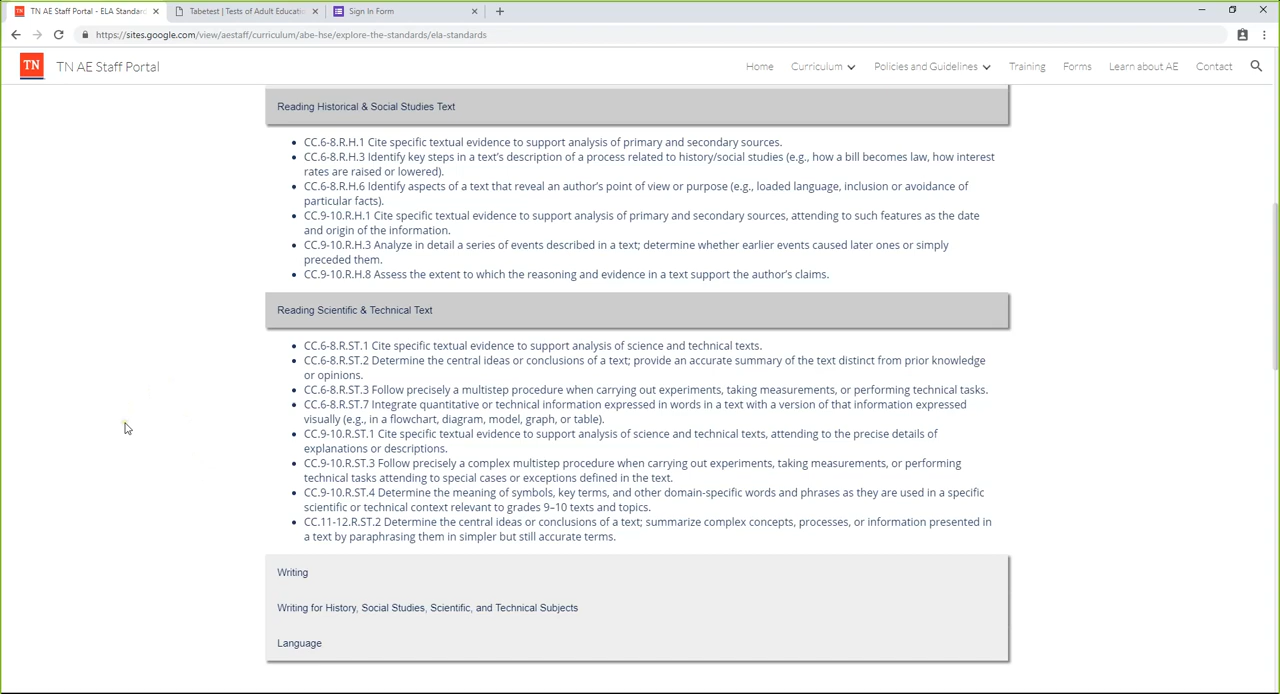 TN AE Staff Portal - ELA Standard
Tabetest | Tests of Adult Educatio
Sign In Form
https://sites.google.com/view/aestaff/curriculum/abe-hse/explore-the-standards/ela-standards
TN
TN AE Staff Portal
Home
Curriculum
Policies and Guidelines
Training
Forms
Learn about AE
Contact
Reading Historical & Social Studies Text
• CC.6-8.R.H.1 Cite specific textual evidence to support analysis of primary and secondary sources.
• CC.6-8.R.H.3 Identify key steps in a text's description of a process related to history/social studies (e.g., how a bill becomes law, how interest
rates are raised or lowered).
• CC.6-8.R.H.6 Identify aspects of a text that reveal an author's point of view or purpose (e.g., loaded language, inclusion or avoidance of
particular facts).
• CC.9-10.R.H.1 Cite specific textual evidence to support analysis of primary and secondary sources, attending to such features as the date
and origin of the information.
• CC.9-10.R.H.3 Analyze in detail a series of events described in a text; determine whether earlier events caused later ones or simply
preceded them.
• CC.9-10.R.H.8 Assess the extent to which the reasoning and evidence in a text support the author's claims.
Reading Scientific & Technical Text
• CC.6-8.R.ST.1 Cite specific textual evidence to support analysis of science and technical texts.
• CC.6-8.R.ST.2 Determine the central ideas or conclusions of a text; provide an accurate summary of the text distinct from prior knowledge
or opinions.
• CC.6-8.R.ST.3 Follow precisely a multistep procedure when carrying out experiments, taking measurements, or performing technical tasks.
• CC.6-8.R.ST.7 Integrate quantitative or technical information expressed in words in a text with a version of that information expressed
visually (e.g., in a flowchart, diagram, model, graph, or table).
• CC.9-10.R.ST.1 Cite specific textual evidence to support analysis of science and technical texts, attending to the precise details of
explanations or descriptions.
• CC.9-10.R.ST.3 Follow precisely a complex multistep procedure when carrying out experiments, taking measurements, or performing
technical tasks attending to special cases or exceptions defined in the text.
• CC.9-10.R.ST.4 Determine the meaning of symbols, key terms, and other domain-specific words and phrases as they are used in a specific
scientific or technical context relevant to grades 9–10 texts and topics.
• CC.11-12.R.ST.2 Determine the central ideas or conclusions of a text; summarize complex concepts, processes, or information presented in
a text by paraphrasing them in simpler but still accurate terms.
Writing
Writing for History, Social Studies, Scientific, and Technical Subjects
Language